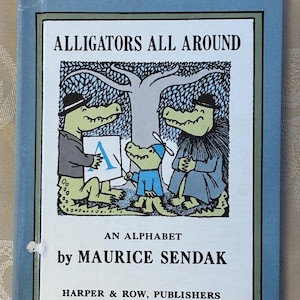 ALLIGATORS ALL AROUND
A
AN ALPHABET
by MAURICE SENDAK
HARPER & ROW, PUBLISHERS